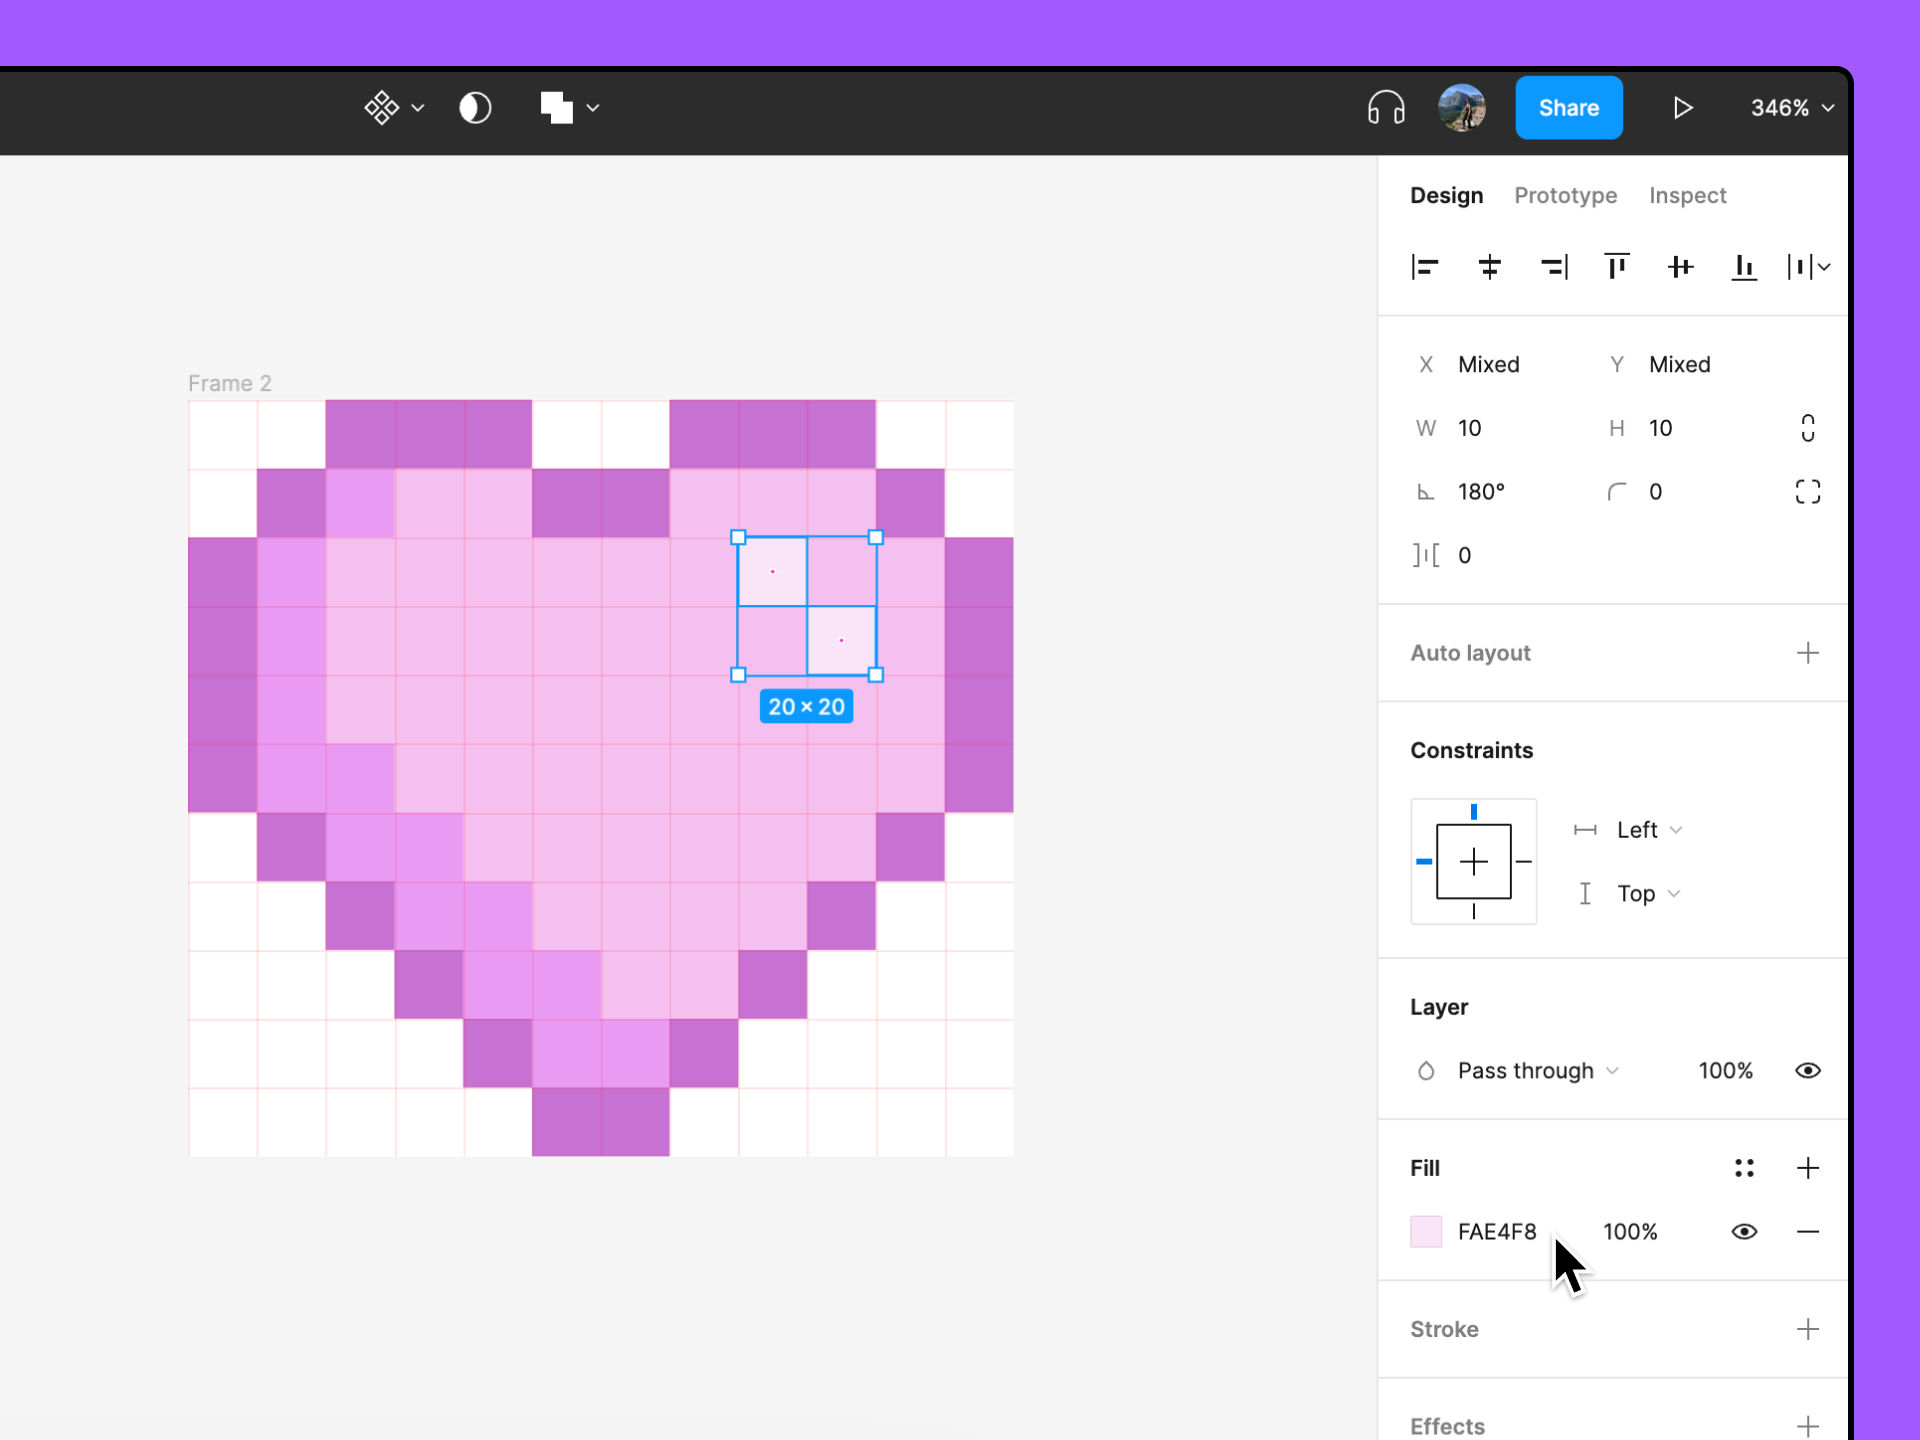 Share
346%
Design Prototype Inspect
X Mixed Y Mixed
Frame 2
W 10 H 10
180° 0
0
Auto layout
20 × 20
Constraints
Left
Top
Layer
Pass through 100%
Fill
FAE4F8 100%
Stroke
Effects